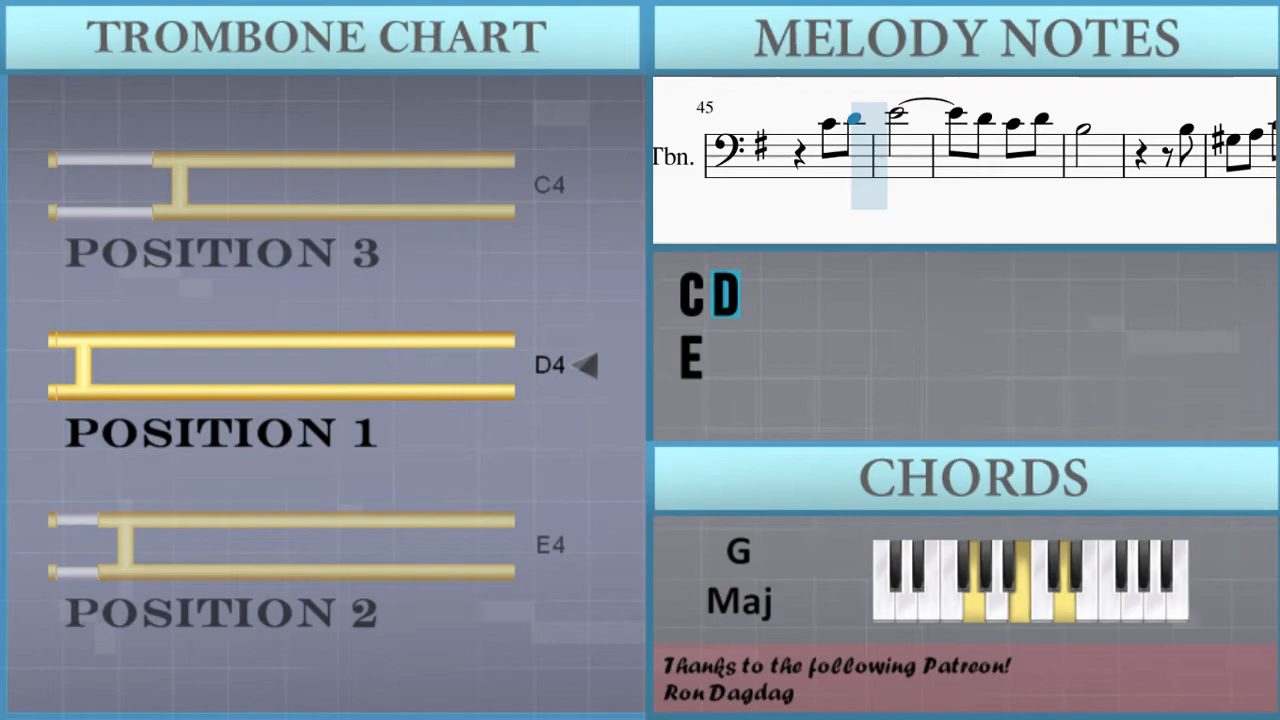 TROMBONE CHART
C4
POSITION 3
D4
POSITION 1
E4
POSITION 2
MELODY NOTES
45
Tbn.
C D
E
CHORDS
G
Maj
Thanks to the following Patreon!
Ron Dagdag